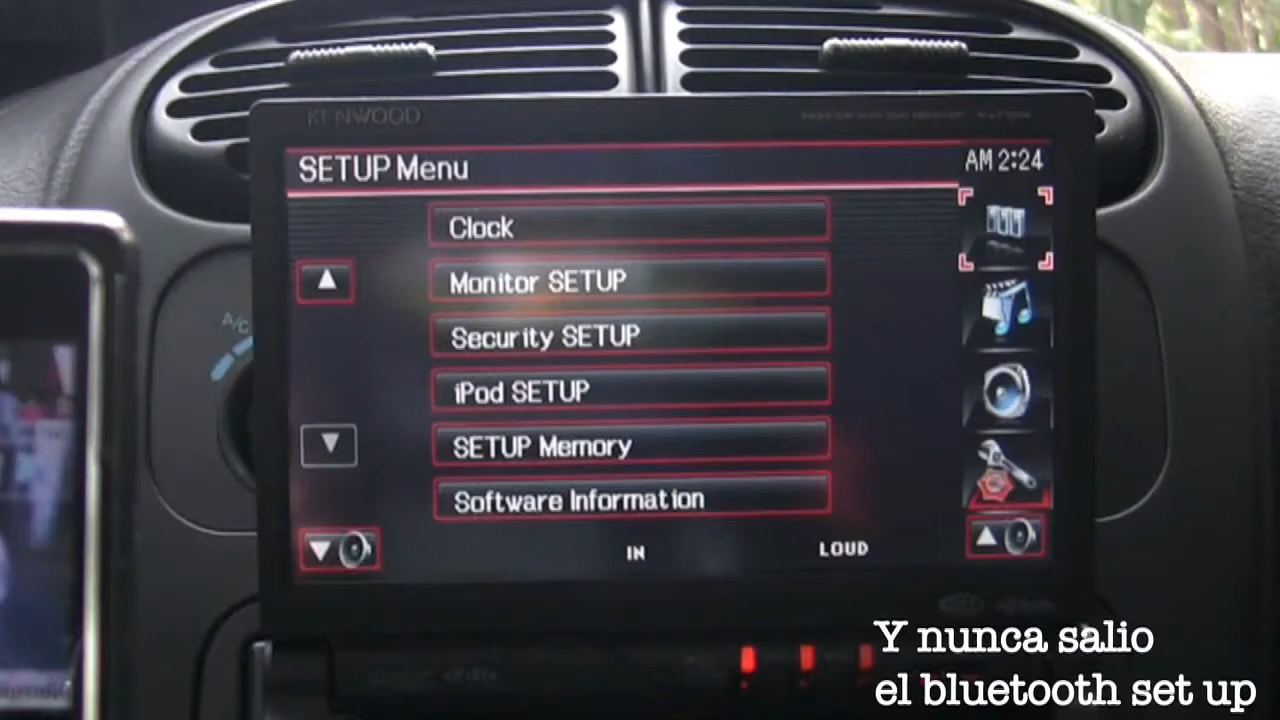 KENWOOD
SETUP Menu
AM 2:24
Clock
Monitor SETUP
Security SETUP
iPod SETUP
SETUP Memory
Software Information
IN
LOUD
A/C
Y nunca salio
el bluetooth set up